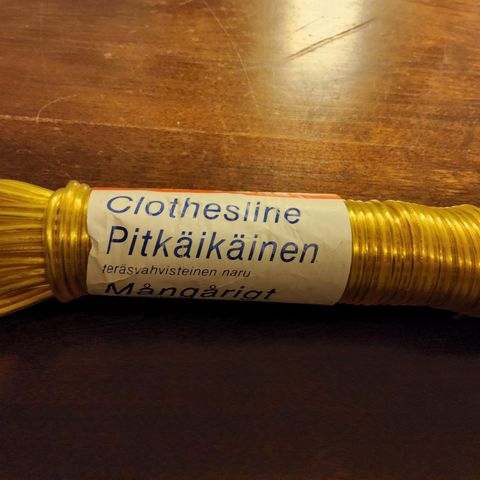 Clothesline
Pitkäikäinen
teräsvahvisteinen naru
Mångårigt